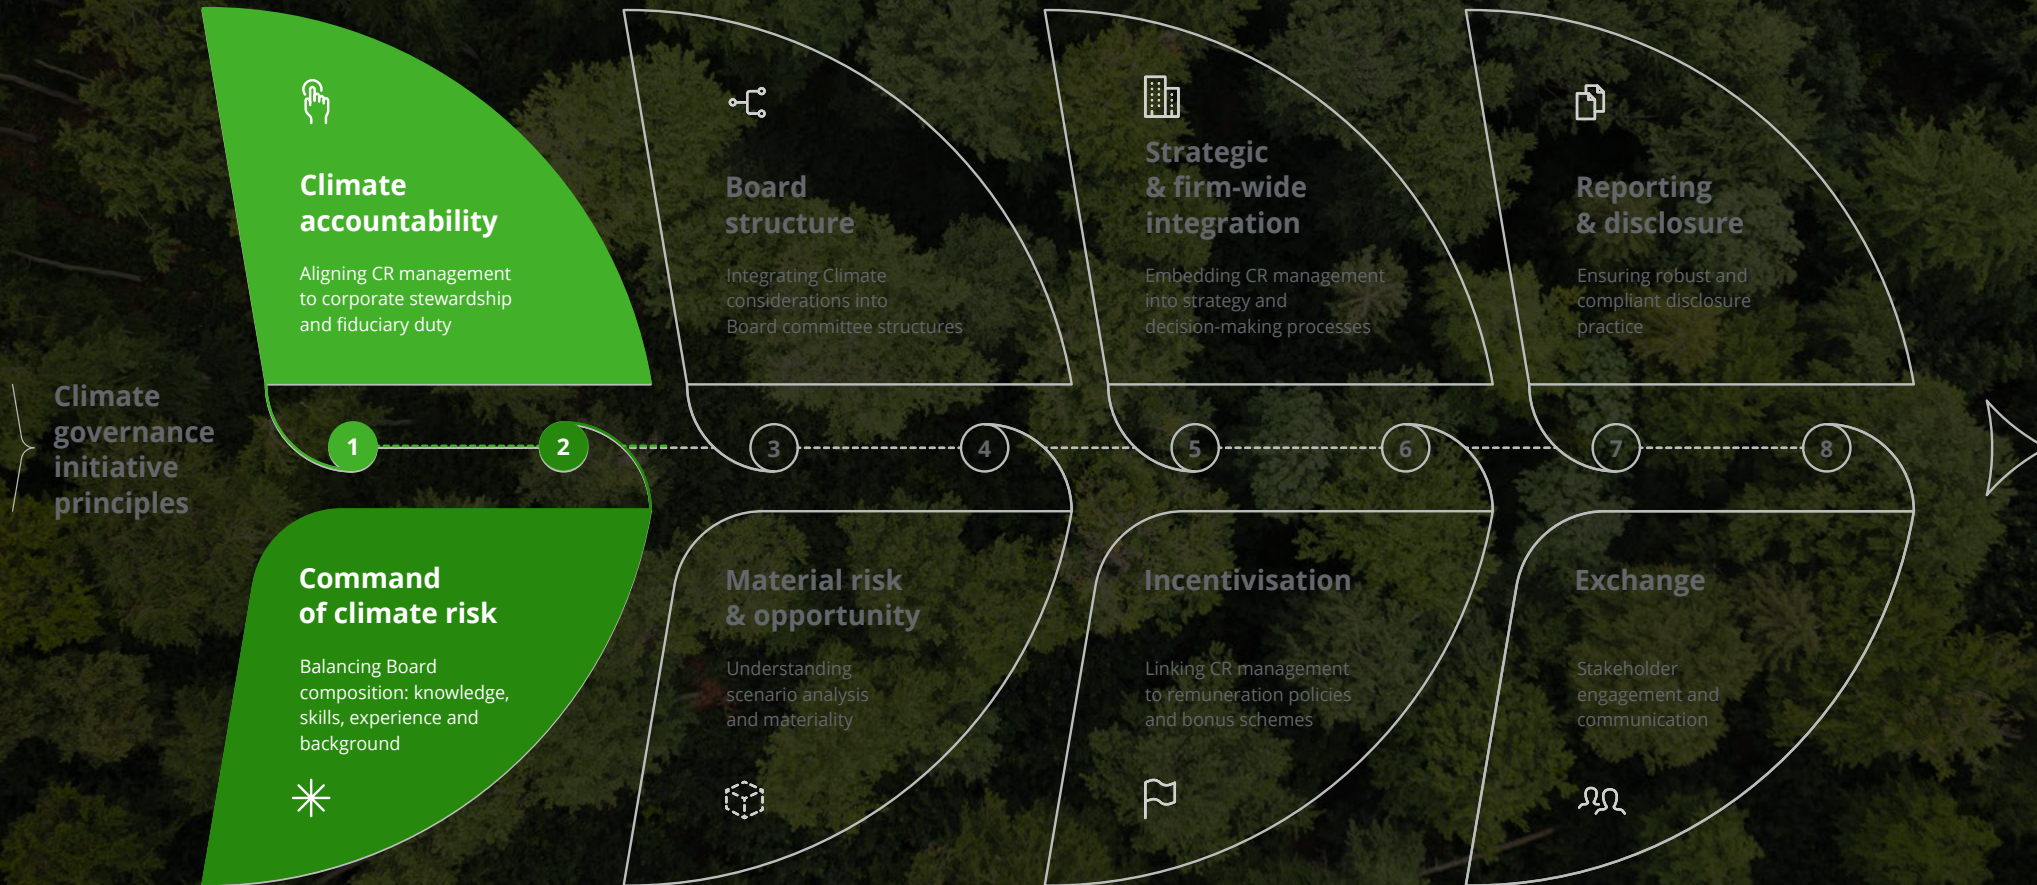 Climate
governance
initiative
principles
Climate
accountability
Aligning CR management
to corporate stewardship
and fiduciary duty
1
Command
of climate risk
Balancing Board
composition: knowledge,
skills, experience and
background
2
Board
structure
Integrating Climate
considerations into
Board committee structures
3
Material risk
& opportunity
Understanding
scenario analysis
and materiality
4
Strategic
& firm-wide
integration
Embedding CR management
into strategy and
decision-making processes
5
Incentivisation
Linking CR management
to remuneration policies
and bonus schemes
6
Reporting
& disclosure
Ensuring robust and
compliant disclosure
practice
7
Exchange
Stakeholder
engagement and
communication
8